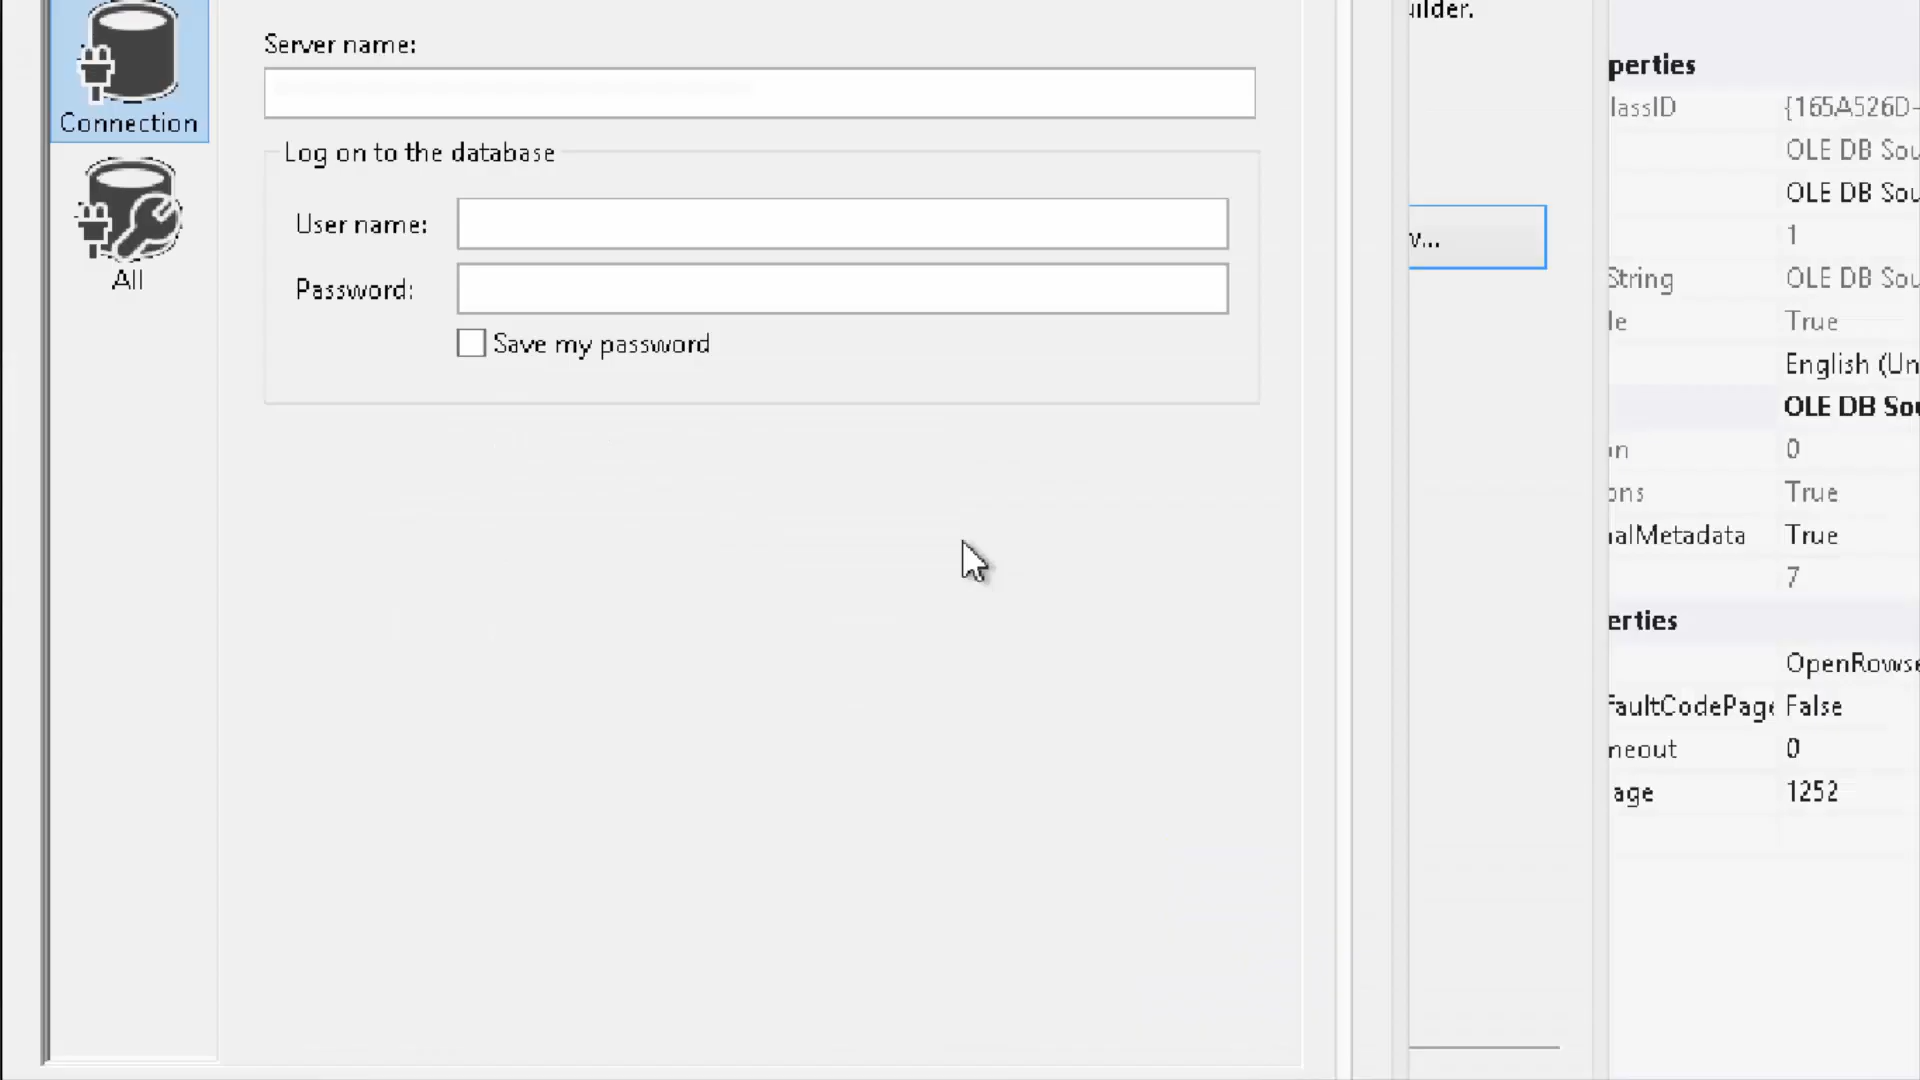 Server name:
Connection
Log on to the database
User name:
Password:
Save my password
All
ilder.
v...
perties
lassID {165A526D-
OLE DB Sou
OLE DB Sou
1
String OLE DB Sou
le True
English (Un
OLE DB Sou
on 0
ons True
nalMetadata True
7
erties
OpenRowse
faultCodePage False
neout 0
age 1252